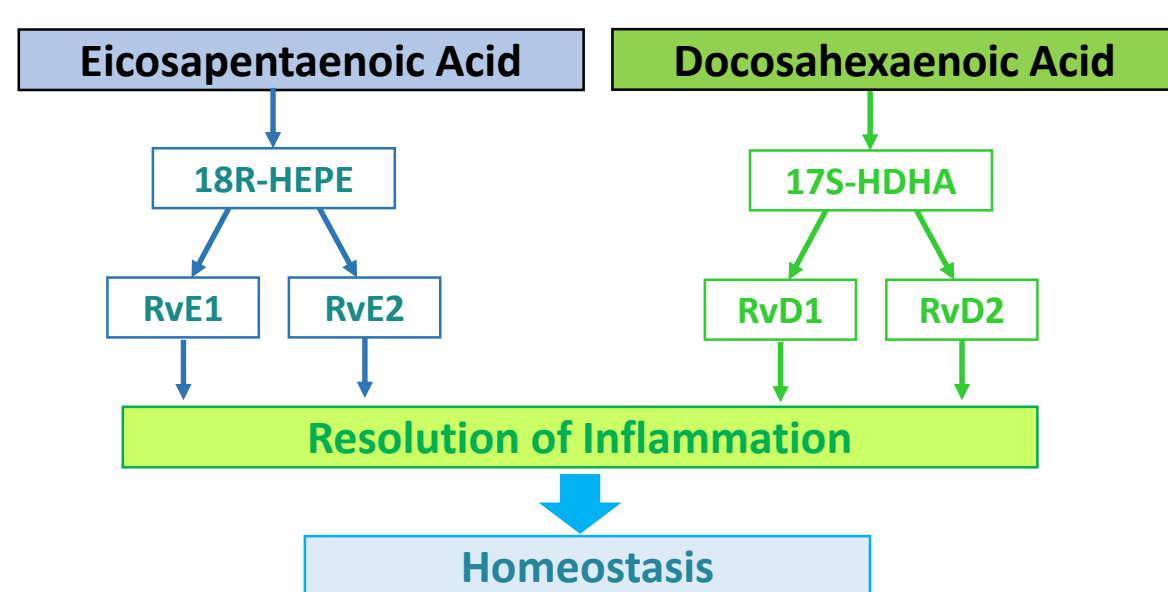 Eicosapentaenoic Acid
Docosahexaenoic Acid
18R-HEPE
17S-HDHA
RvE1
RvE2
RvD1
RvD2
Resolution of Inflammation
Homeostasis